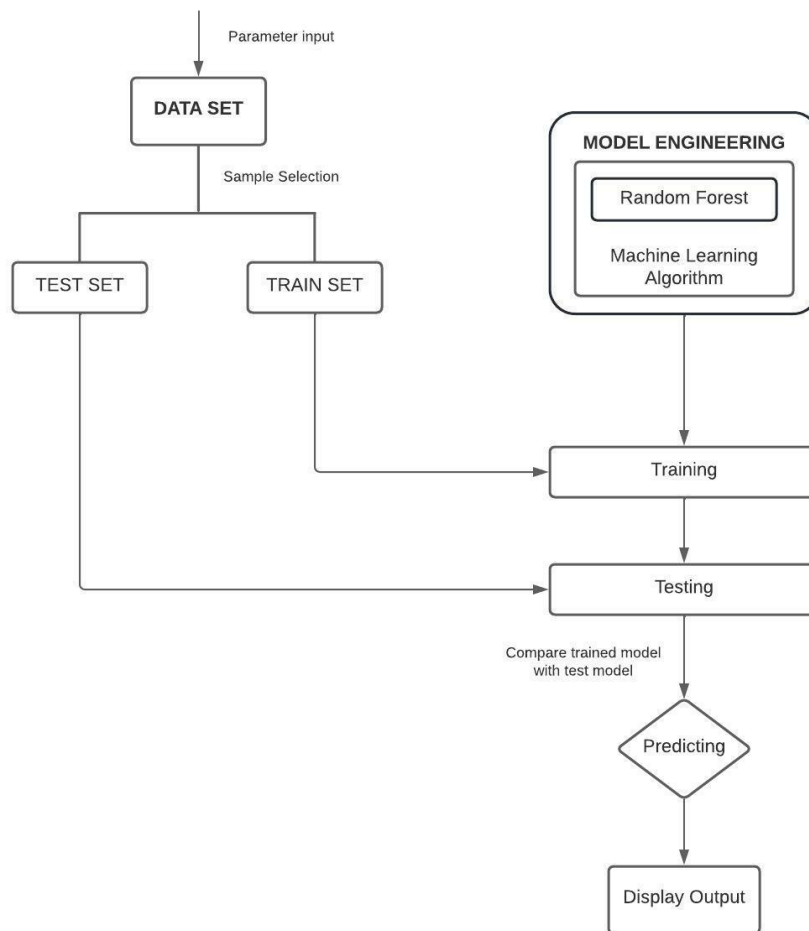 Parameter input
DATA SET
Sample Selection
TEST SET
TRAIN SET
MODEL ENGINEERING
Random Forest
Machine Learning
Algorithm
Training
Testing
Compare trained model
with test model
Predicting
Display Output